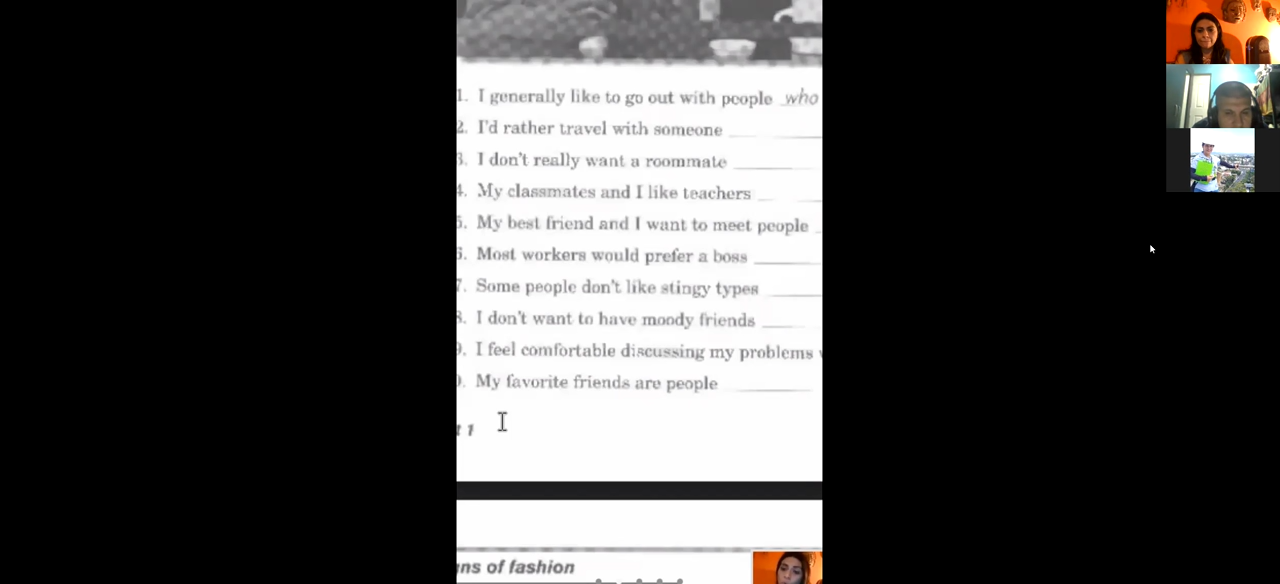 1. I generally like to go out with people who
2. I'd rather travel with someone
3. I don't really want a roommate
4. My classmates and I like teachers
5. My best friend and I want to meet people
6. Most workers would prefer a boss
7. Some people don't like stingy types
8. I don't want to have moody friends
9. I feel comfortable discussing my problems
). My favorite friends are people
t 1
ns of fashion